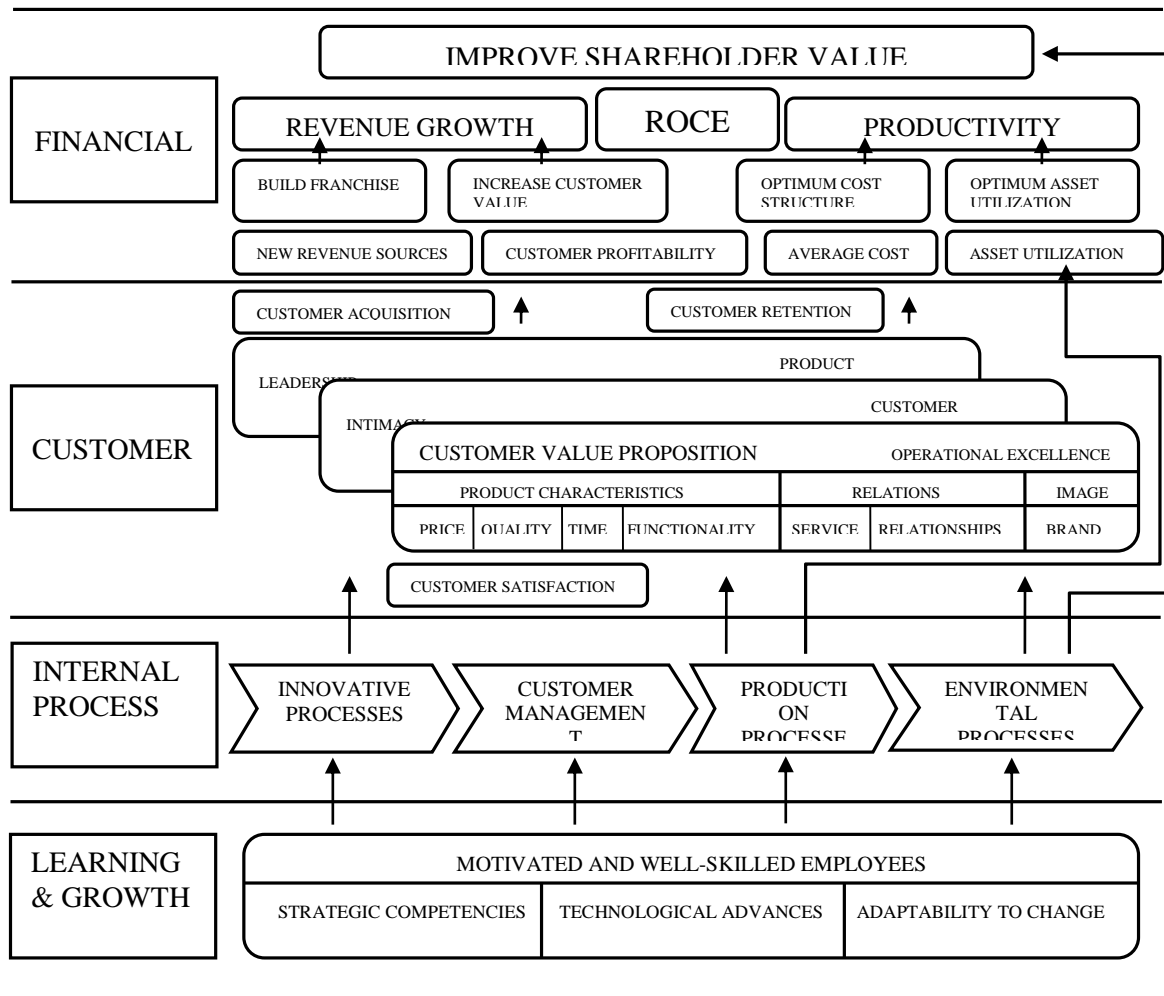 IMPROVE SHAREHOLDER VALUE
FINANCIAL
REVENUE GROWTH
ROCE
PRODUCTIVITY
BUILD FRANCHISE
INCREASE CUSTOMER
VALUE
OPTIMUM COST
STRUCTURE
OPTIMUM ASSET
UTILIZATION
NEW REVENUE SOURCES
CUSTOMER PROFITABILITY
AVERAGE COST
ASSET UTILIZATION
CUSTOMER ACQUISITION
CUSTOMER RETENTION
CUSTOMER
PRODUCT
LEADERSHIP
CUSTOMER
INTIMACY
CUSTOMER VALUE PROPOSITION
OPERATIONAL EXCELLENCE
PRODUCT CHARACTERISTICS
RELATIONS
IMAGE
PRICE
QUALITY
TIME
FUNCTIONALITY
SERVICE
RELATIONSHIPS
BRAND
CUSTOMER SATISFACTION
INTERNAL
PROCESS
INNOVATIVE
PROCESSES
CUSTOMER
MANAGEMEN
T
PRODUCTI
ON
PROCESSE
ENVIRONMEN
TAL
PROCESSES
LEARNING
& GROWTH
MOTIVATED AND WELL-SKILLED EMPLOYEES
STRATEGIC COMPETENCIES
TECHNOLOGICAL ADVANCES
ADAPTABILITY TO CHANGE